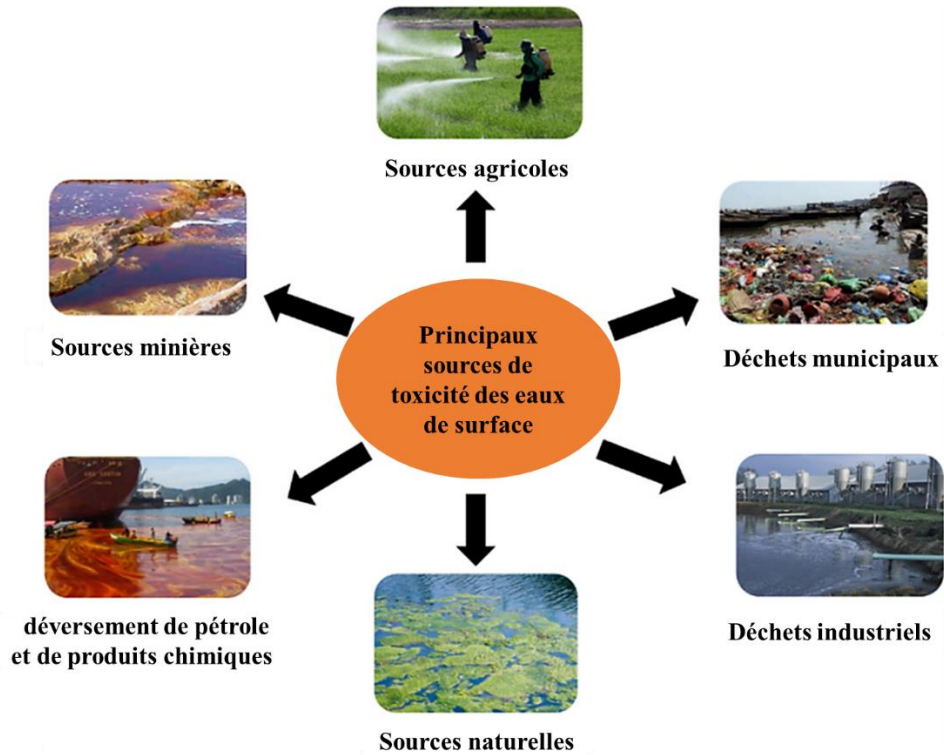 Sources agricoles
Sources minières
Principaux
sources de
toxicité des eaux
de surface
Déchets municipaux
déversement de pétrole
et de produits chimiques
Déchets industriels
Sources naturelles